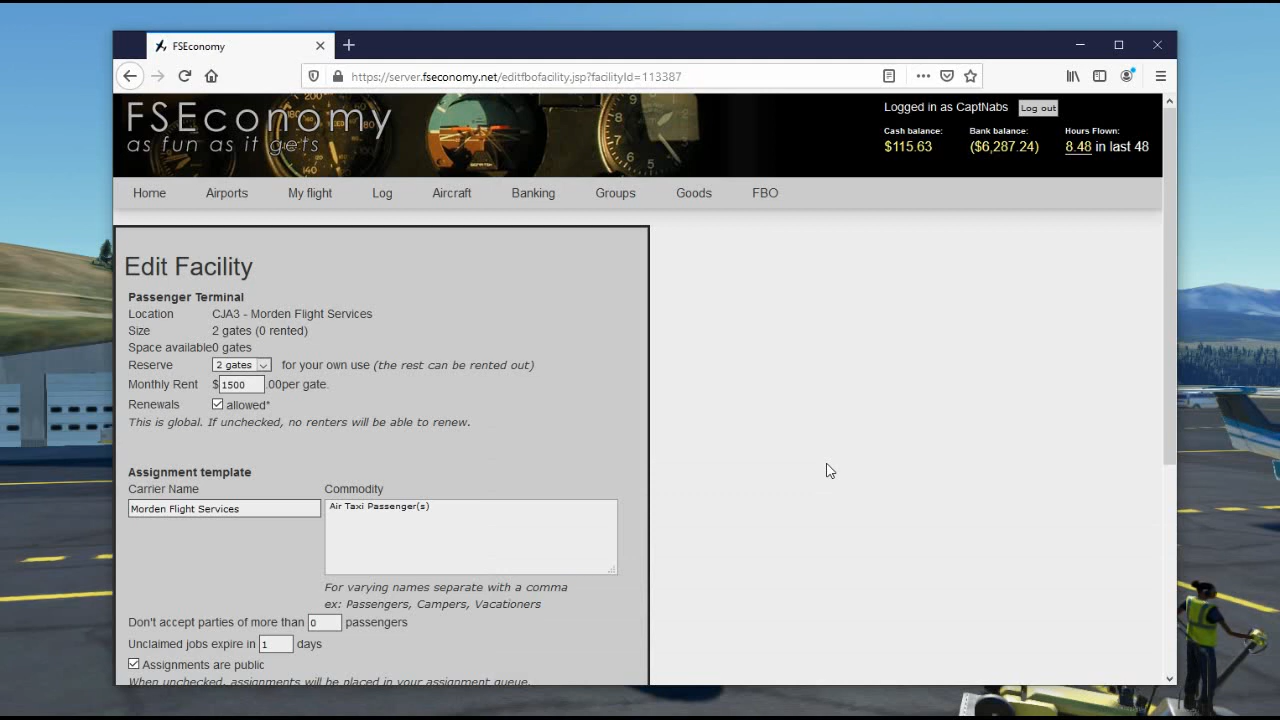 FSEconomy
https://server.fseconomy.net/editfbofacility.jsp?facilityId=113387
FSEconomy
as fun as it gets
Logged in as CaptNabs
Log out
Cash balance: Bank balance: Hours Flown:
$115.63 ($6,287.24) 8.48 in last 48
Home Airports My flight Log Aircraft Banking Groups Goods FBO
Edit Facility
Passenger Terminal
Location CJA3 - Morden Flight Services
Size 2 gates (0 rented)
Space available0 gates
Reserve 2 gates for your own use (the rest can be rented out)
Monthly Rent $1500.00per gate.
Renewals allowed*
This is global. If unchecked, no renters will be able to renew.
Assignment template
Carrier Name Commodity
Morden Flight Services Air Taxi Passenger(s)
For varying names separate with a comma
ex: Passengers, Campers, Vacationers
Don't accept parties of more than 0 passengers
Unclaimed jobs expire in 1 days
Assignments are public
When unchecked, assignments will be placed in your assignment queue.